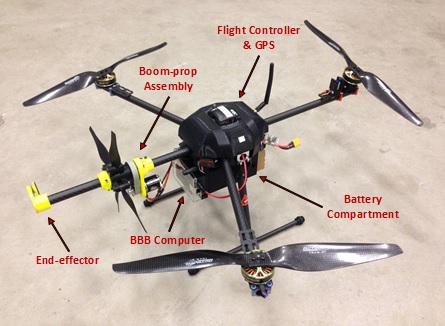 Flight Controller
& GPS
Boom-prop
Assembly
Battery
Compartment
BBB Computer
End-effector